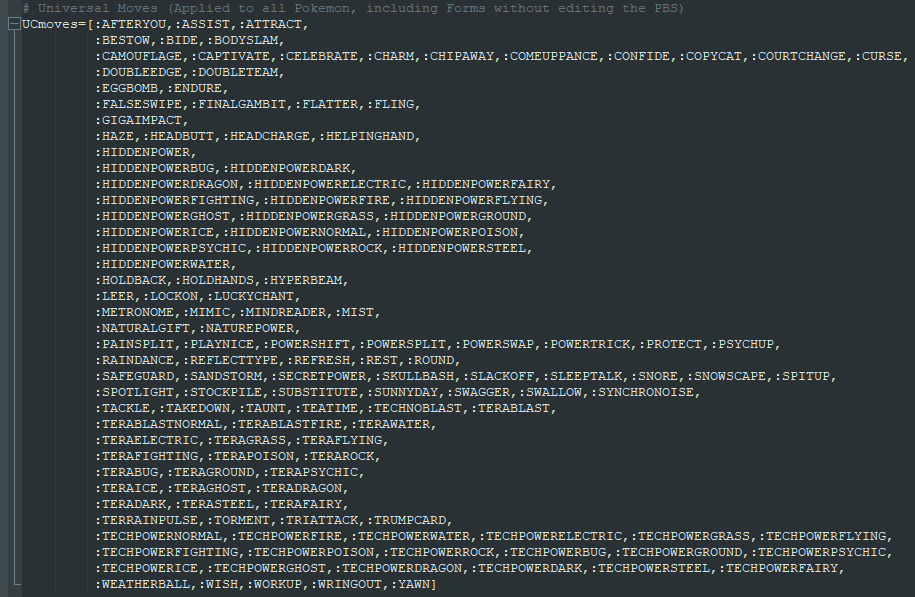 # Universal Moves (Applied to all Pokemon, including Forms without editing the PBS)
UCmoves=[:AFTERYOU,:ASSIST,:ATTRACT,
:BESTOW,:BIDE,:BODYSLAM,
:CAMOUFLAGE,:CAPTIVATE,:CELEBRATE,:CHARM,:CHIPAWAY,:COMEUPPANCE,:CONFIDE,:COPYCAT,:COURTCHANGE,:CURSE,
:DOUBLEEDGE,:DOUBLETEAM,
:EGGBOMB,:ENDURE,
:FALSESWIPE,:FINALGAMBIT,:FLATTER,:FLING,
:GIGAIMPACT,
:HAZE,:HEADBUTT,:HEADCHARGE,:HELPINGHAND,
:HIDDENPOWER,
:HIDDENPOWERBUG,:HIDDENPOWERDARK,
:HIDDENPOWERDRAGON,:HIDDENPOWERELECTRIC,:HIDDENPOWERFAIRY,
:HIDDENPOWERFIGHTING,:HIDDENPOWERFIRE,:HIDDENPOWERFLYING,
:HIDDENPOWERGHOST,:HIDDENPOWERGRASS,:HIDDENPOWERGROUND,
:HIDDENPOWERICE,:HIDDENPOWERNORMAL,:HIDDENPOWERPOISON,
:HIDDENPOWERPSYCHIC,:HIDDENPOWERROCK,:HIDDENPOWERSTEEL,
:HIDDENPOWERWATER,
:HOLDBACK,:HOLDHANDS,:HYPERBEAM,
:LEER,:LOCKON,:LUCKYCHANT,
:METRONOME,:MIMIC,:MINDREADER,:MIST,
:NATURALGIFT,:NATUREPOWER,
:PAINSPLIT,:PLAYNICE,:POWERSHIFT,:POWERSPLIT,:POWERSWAP,:POWERTRICK,:PROTECT,:PSYCHUP,
:RAINDANCE,:REFLECTTYPE,:REFRESH,:REST,:ROUND,
:SAFEGUARD,:SANDSTORM,:SECRETPOWER,:SKULLBASH,:SLACKOFF,:SLEEPTALK,:SNORE,:SNOWSCAPE,:SPITUP,
:SPOTLIGHT,:STOCKPILE,:SUBSTITUTE,:SUNNYDAY,:SWAGGER,:SWALLOW,:SYNCHRONOISE,
:TACKLE,:TAKEDOWN,:TAUNT,:TEATIME,:TECHNOBLAST,:TERABLAST,
:TERABLASTNORMAL,:TERABLASTFIRE,:TERAWATER,
:TERAELECTRIC,:TERAGRASS,:TERAFLYING,
:TERAFIGHTING,:TERAPOISON,:TERAROCK,
:TERABUG,:TERAGROUND,:TERAPSYCHIC,
:TERAICE,:TERAGHOST,:TERADRAGON,
:TERADARK,:TERASTEEL,:TERAFAIRY,
:TERRAINPULSE,:TORMENT,:TRIATTACK,:TRUMPCARD,
:TECHPOWERNORMAL,:TECHPOWERFIRE,:TECHPOWERWATER,:TECHPOWERELECTRIC,:TECHPOWERGRASS,:TECHPOWERFLYING,
:TECHPOWERFIGHTING,:TECHPOWERPOISON,:TECHPOWERROCK,:TECHPOWERBUG,:TECHPOWERGROUND,:TECHPOWERPSYCHIC,
:TECHPOWERICE,:TECHPOWERGHOST,:TECHPOWERDRAGON,:TECHPOWERDARK,:TECHPOWERSTEEL,:TECHPOWERFAIRY,
:WEATHERBALL,:WISH,:WORKUP,:WRINGOUT,:YAWN]